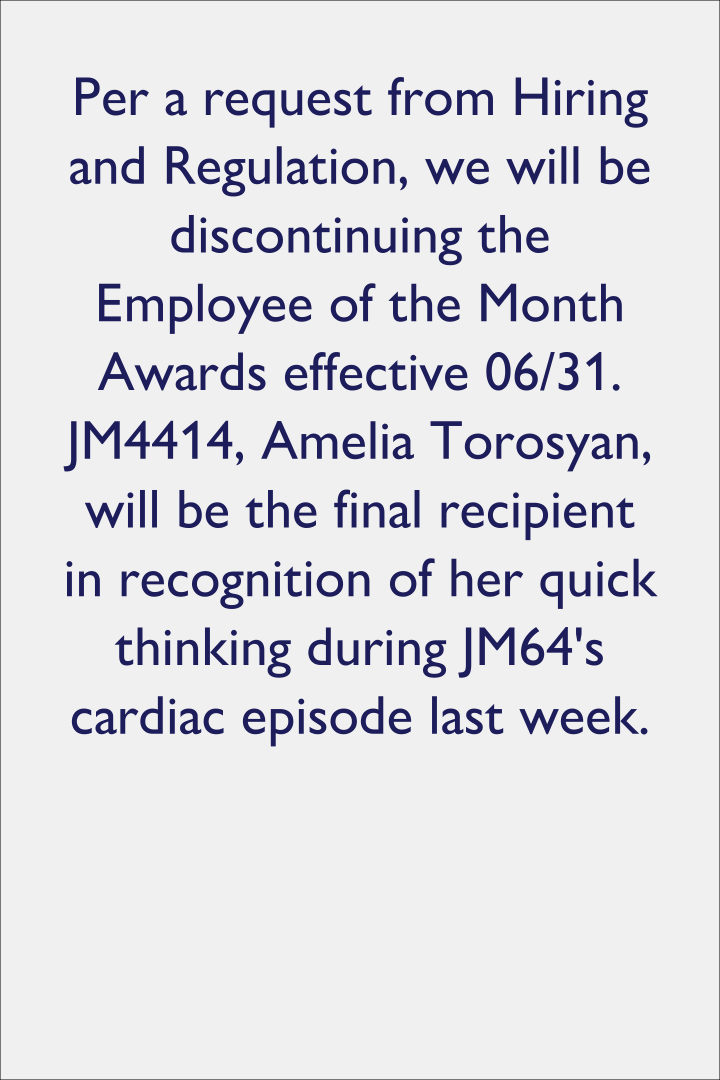 Per a request from Hiring
and Regulation, we will be
discontinuing the
Employee of the Month
Awards effective 06/31.
JM4414, Amelia Torosyan,
will be the final recipient
in recognition of her quick
thinking during JM64's
cardiac episode last week.